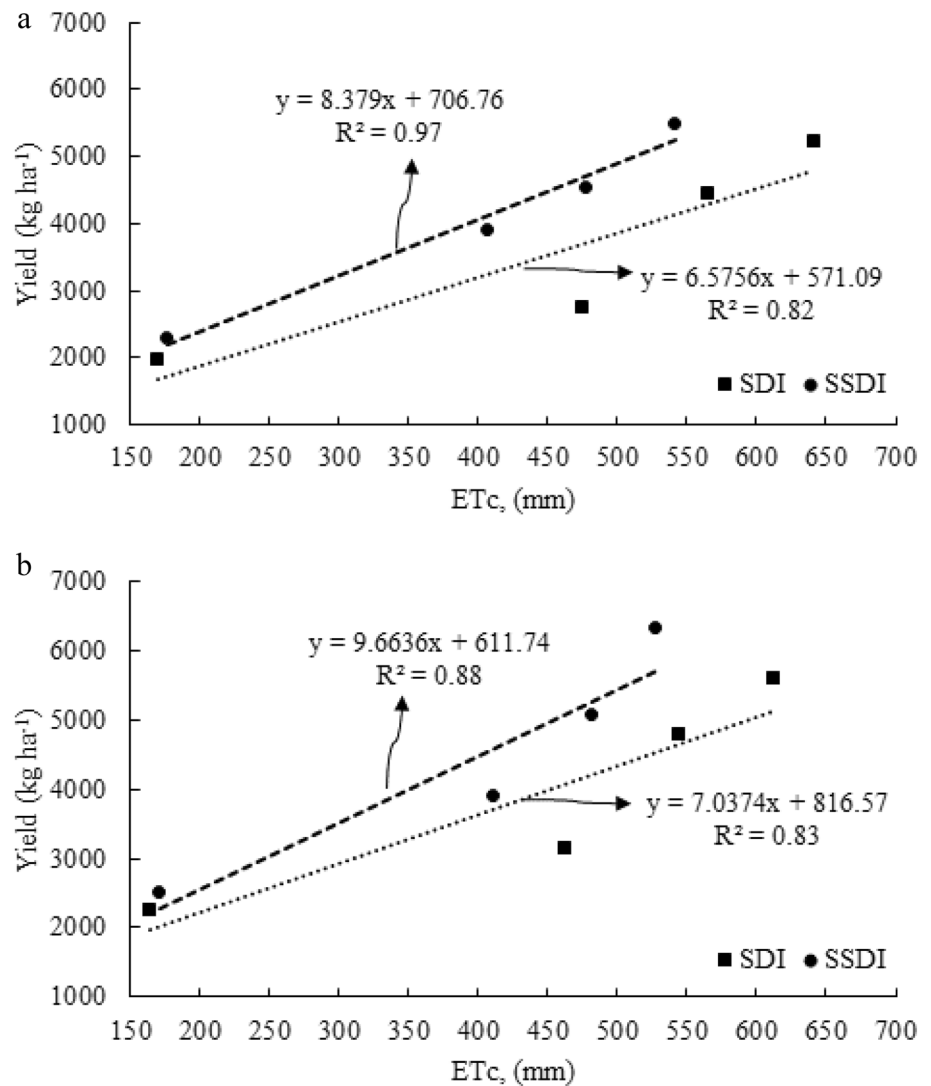 a
7000
6000
5000
4000
3000
2000
1000
Yield (kg ha⁻¹)
y = 8.379x + 706.76
R² = 0.97
y = 6.5756x + 571.09
R² = 0.82
SDI SSDI
150 200 250 300 350 400 450 500 550 600 650 700
ETc, (mm)
b
7000
6000
5000
4000
3000
2000
1000
Yield (kg ha⁻¹)
y = 9.6636x + 611.74
R² = 0.88
y = 7.0374x + 816.57
R² = 0.83
SDI SSDI
150 200 250 300 350 400 450 500 550 600 650 700
ETc, (mm)